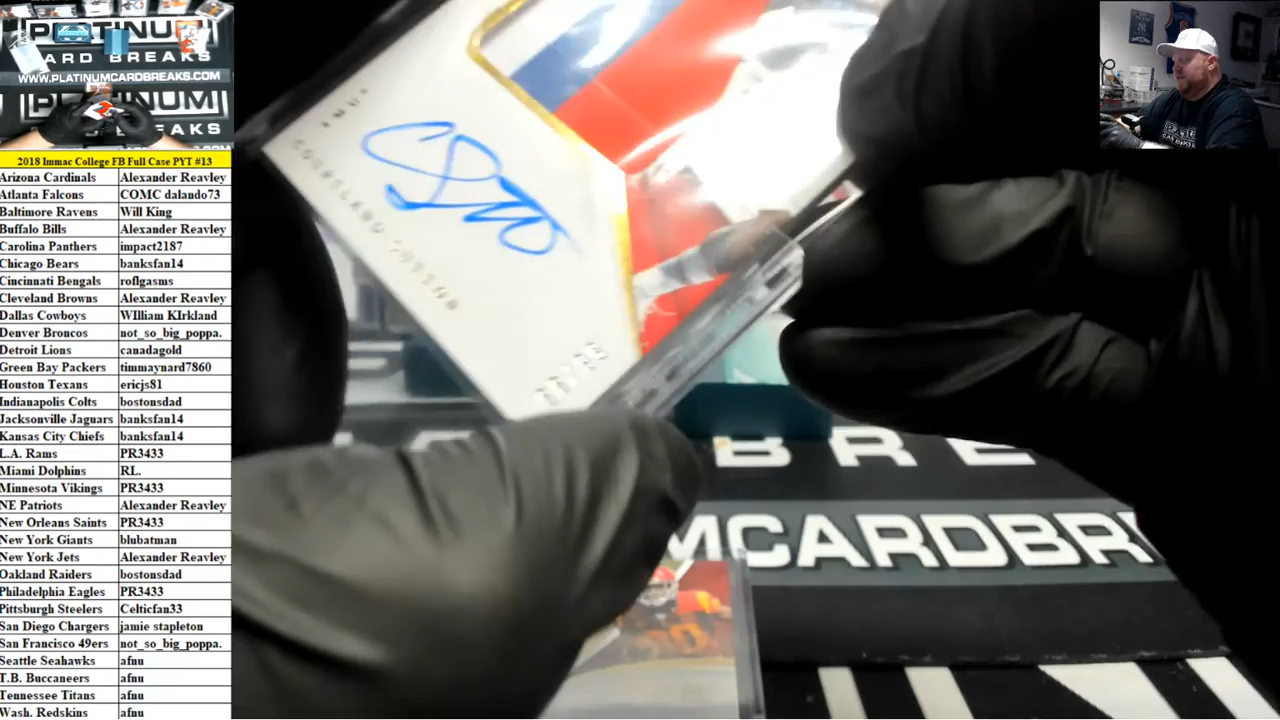 PLATINUM
CARD BREAKS
WWW.PLATINUMCARDBREAKS.COM
PLATINUM
BREAKS
2018 Immac College FB Full Case PYT #13
Arizona Cardinals Alexander Reavley
Atlanta Falcons COMC dalando73
Baltimore Ravens Will King
Buffalo Bills Alexander Reavley
Carolina Panthers impact2187
Chicago Bears banksfan14
Cincinnati Bengals roflgasms
Cleveland Browns Alexander Reavley
Dallas Cowboys WIlliam KIrkland
Denver Broncos not_so_big_poppa.
Detroit Lions canadagold
Green Bay Packers timmaynard7860
Houston Texans ericjs81
Indianapolis Colts bostonsdad
Jacksonville Jaguars banksfan14
Kansas City Chiefs banksfan14
L.A. Rams PR3433
Miami Dolphins RL.
Minnesota Vikings PR3433
NE Patriots Alexander Reavley
New Orleans Saints PR3433
New York Giants blubatman
New York Jets Alexander Reavley
Oakland Raiders bostonsdad
Philadelphia Eagles PR3433
Pittsburgh Steelers Celticfan33
San Diego Chargers jamie stapleton
San Francisco 49ers not_so_big_poppa.
Seattle Seahawks afnu
T.B. Buccaneers afnu
Tennessee Titans afnu
Wash. Redskins afnu
COURTLAND SUTTON
BRE
MCARDBR